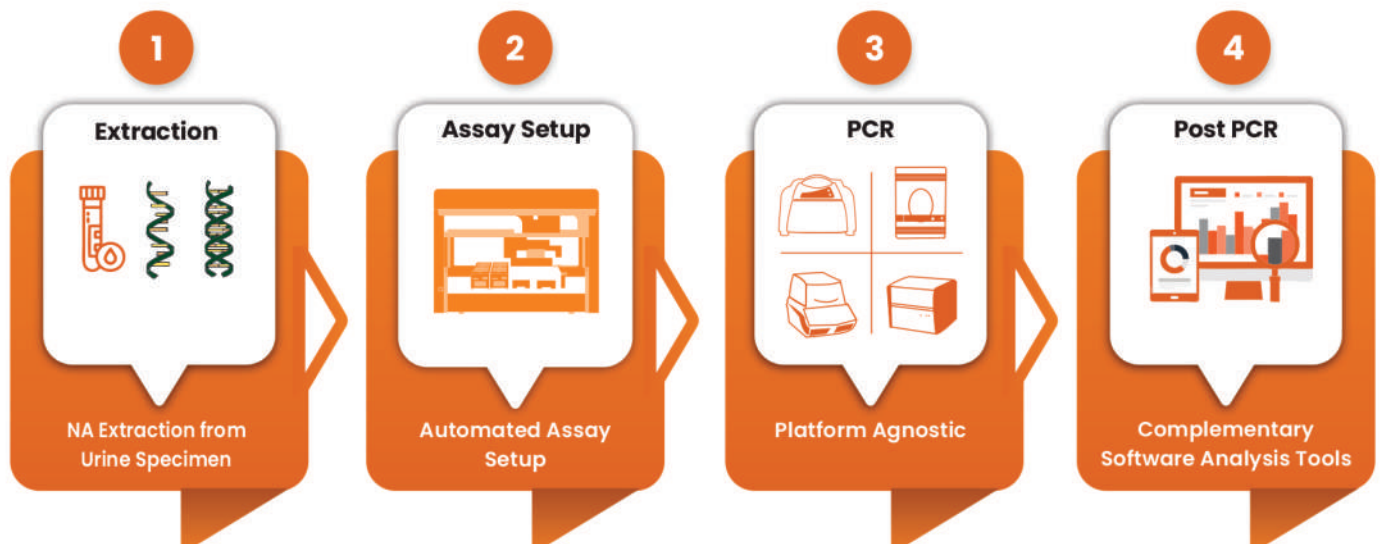 1
Extraction
NA Extraction from
Urine Specimen
2
Assay Setup
Automated Assay
Setup
3
PCR
Platform Agnostic
4
Post PCR
Complementary
Software Analysis Tools